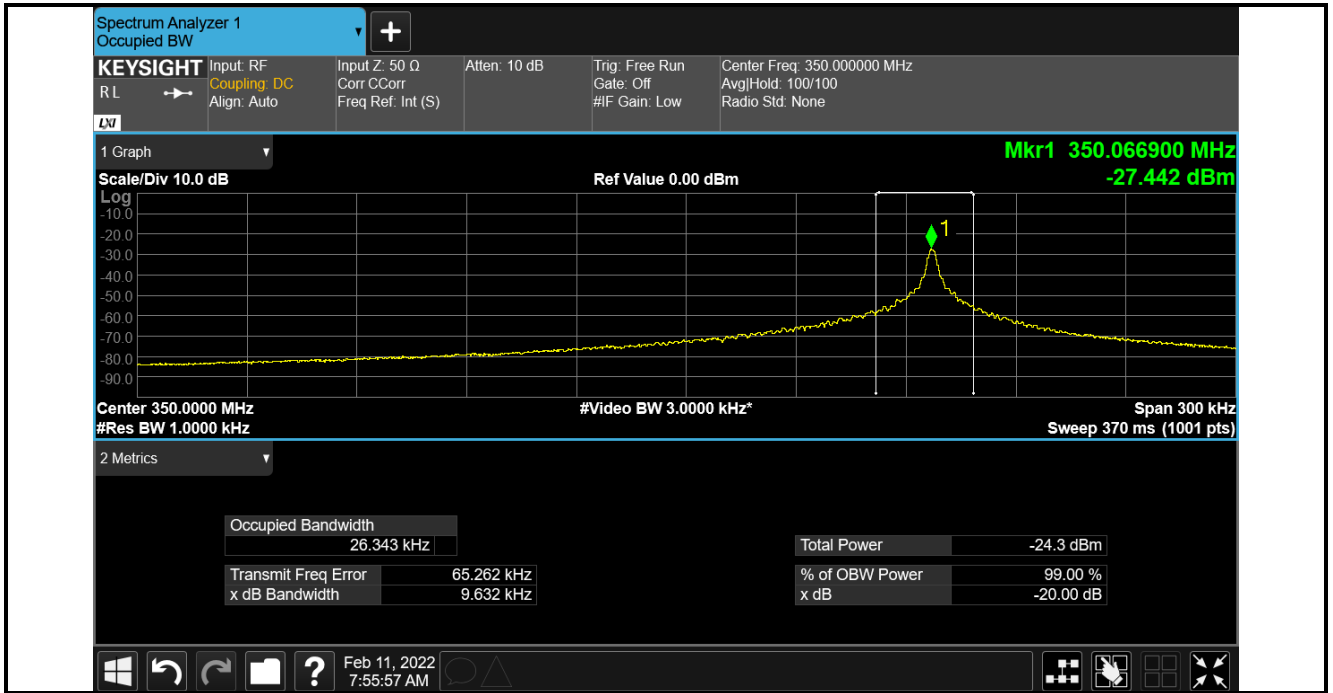 Spectrum Analyzer 1
Occupied BW
+
KEYSIGHT
R L
LXI
Input: RF
Coupling: DC
Align: Auto
Input Z: 50 Ω
Corr CCorr
Freq Ref: Int (S)
Atten: 10 dB
Trig: Free Run
Gate: Off
#IF Gain: Low
Center Freq: 350.000000 MHz
Avg|Hold: 100/100
Radio Std: None
1 Graph
Mkr1 350.066900 MHz
-27.442 dBm
Scale/Div 10.0 dB
Ref Value 0.00 dBm
Log
-10.0
-20.0
-30.0
-40.0
-50.0
-60.0
-70.0
-80.0
-90.0
1
Center 350.0000 MHz
#Video BW 3.0000 kHz*
Span 300 kHz
#Res BW 1.0000 kHz
Sweep 370 ms (1001 pts)
2 Metrics
Occupied Bandwidth
26.343 kHz
Transmit Freq Error 65.262 kHz
x dB Bandwidth 9.632 kHz
Total Power -24.3 dBm
% of OBW Power 99.00 %
x dB -20.00 dB
?
Feb 11, 2022
7:55:57 AM